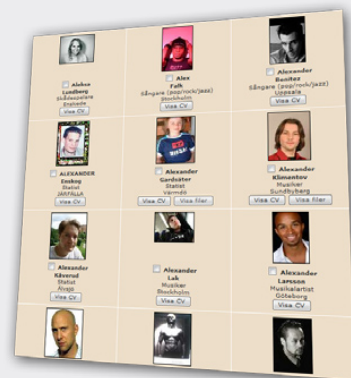 Aleksa
Lundberg
Skådespelare
Enskede
Visa CV
Alex
Falk
Sångare (pop/rock/jazz)
Stockholm
Visa CV
Alexander
Benitez
Sångare (pop/rock/jazz)
Uppsala
Visa CV
ALEXANDER
Enskog
Statist
JÄRFÄLLA
Visa CV
Alexander
Gardsäter
Statist
Värmdö
Visa CV Visa filer
Alexander
Klimentov
Musiker
Sundbyberg
Visa CV Visa filer
Alexander
Kåverud
Statist
Älvsjö
Visa CV
Alexander
Lak
Musiker
Stockholm
Visa CV
Alexander
Larsson
Musikalartist
Göteborg
Visa CV